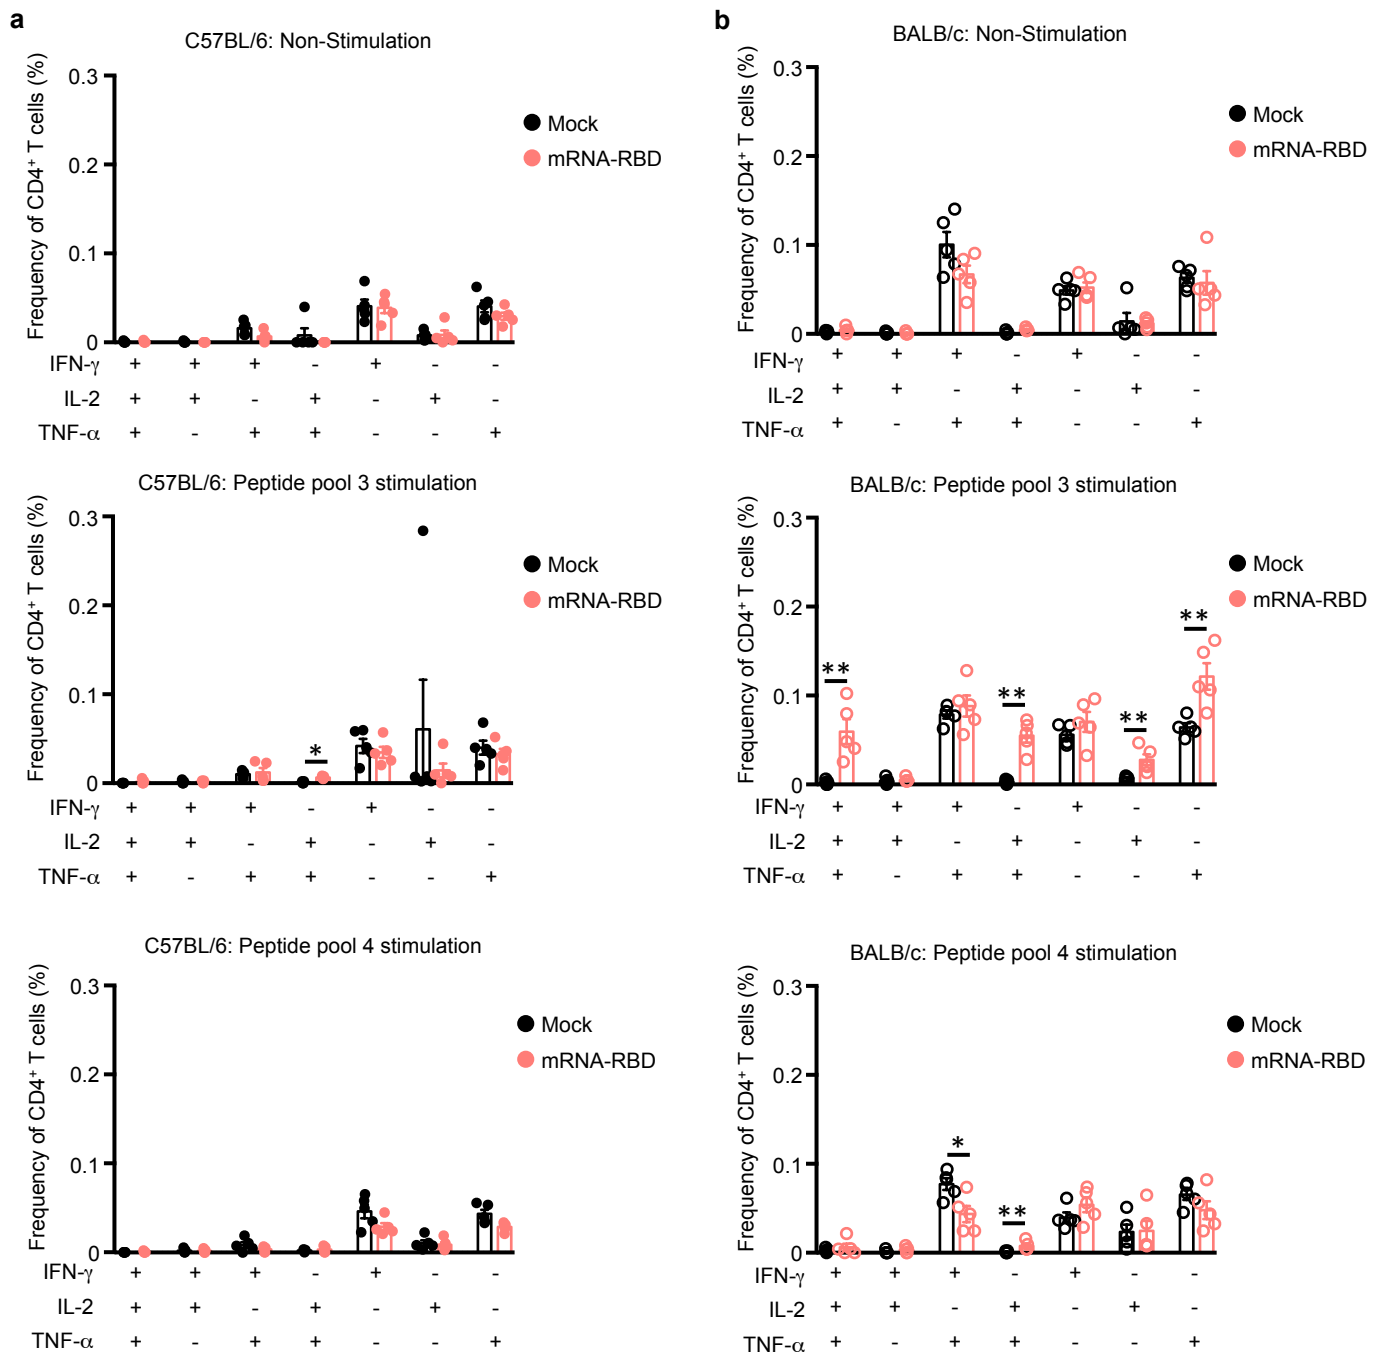 a
C57BL/6: Non-Stimulation
Frequency of CD4⁺ T cells (%)
0.3
0.2
0.1
0
Mock
mRNA-RBD
IFN-γ + + + - + - -
IL-2 + + - + - + -
TNF-α + - + + - - +
C57BL/6: Peptide pool 3 stimulation
Frequency of CD4⁺ T cells (%)
0.3
0.2
0.1
0
Mock
mRNA-RBD
*
IFN-γ + + + - + - -
IL-2 + + - + - + -
TNF-α + - + + - - +
C57BL/6: Peptide pool 4 stimulation
Frequency of CD4⁺ T cells (%)
0.3
0.2
0.1
0
Mock
mRNA-RBD
IFN-γ + + + - + - -
IL-2 + + - + - + -
TNF-α + - + + - - +
b
BALB/c: Non-Stimulation
Frequency of CD4⁺ T cells (%)
0.3
0.2
0.1
0
Mock
mRNA-RBD
IFN-γ + + + - + - -
IL-2 + + - + - + -
TNF-α + - + + - - +
BALB/c: Peptide pool 3 stimulation
Frequency of CD4⁺ T cells (%)
0.3
0.2
0.1
0
Mock
mRNA-RBD
** ** ** **
IFN-γ + + + - + - -
IL-2 + + - + - + -
TNF-α + - + + - - +
BALB/c: Peptide pool 4 stimulation
Frequency of CD4⁺ T cells (%)
0.3
0.2
0.1
0
Mock
mRNA-RBD
* **
IFN-γ + + + - + - -
IL-2 + + - + - + -
TNF-α + - + + - - +